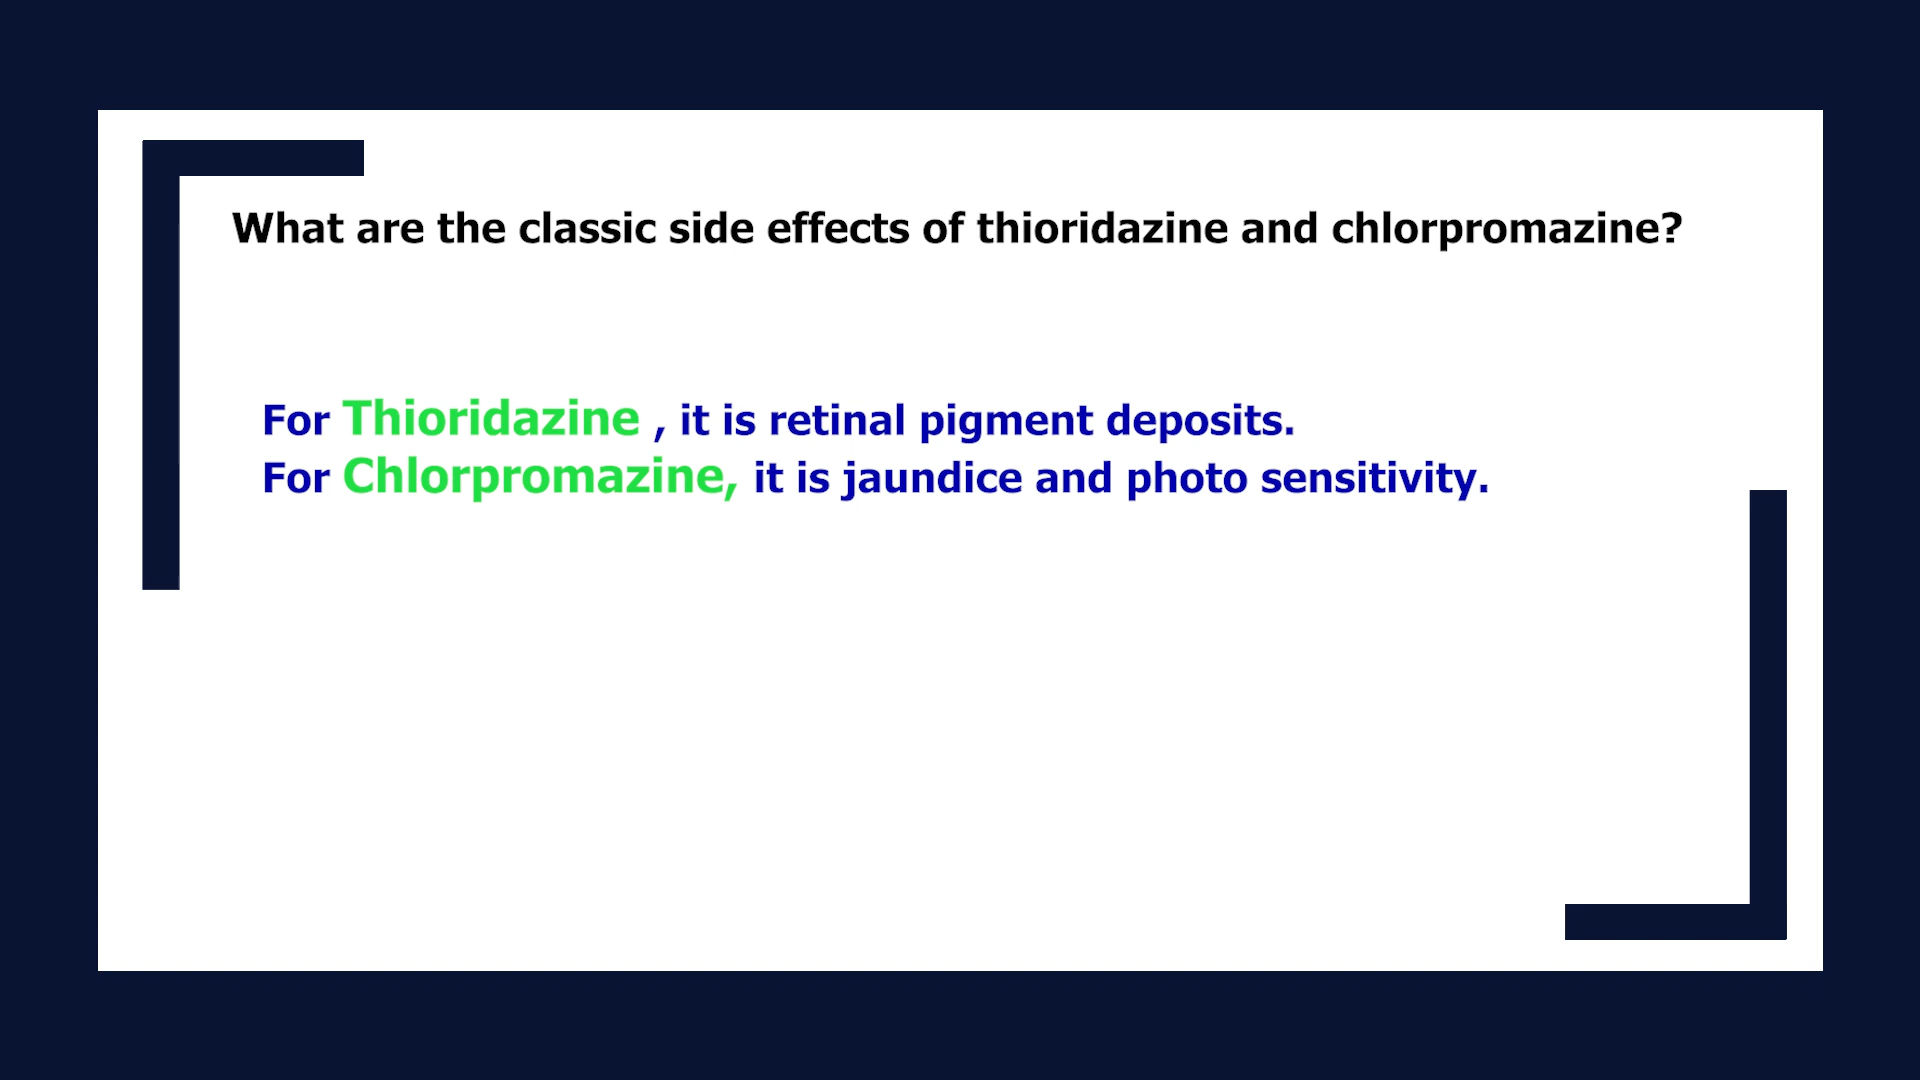 What are the classic side effects of thioridazine and chlorpromazine?
For Thioridazine , it is retinal pigment deposits.
For Chlorpromazine, it is jaundice and photo sensitivity.